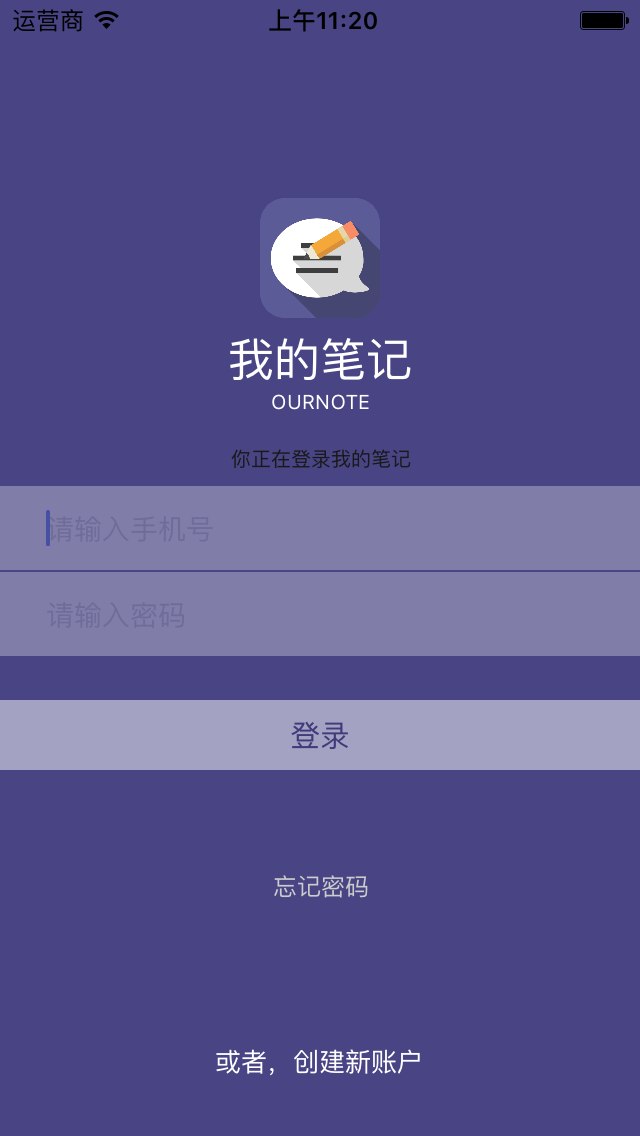 运营商 上午11:20
我的笔记
OURNOTE
你正在登录我的笔记
请输入手机号
请输入密码
登录
忘记密码
或者，创建新账户